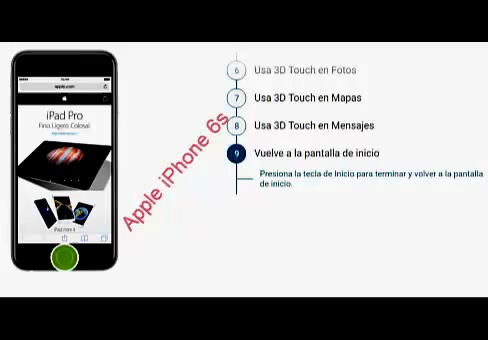 apple.com
iPad Pro
Fino. Ligero. Colosal.
iPad mini 4
Apple iPhone 6s
6 Usa 3D Touch en Fotos
7 Usa 3D Touch en Mapas
8 Usa 3D Touch en Mensajes
9 Vuelve a la pantalla de inicio
Presiona la tecla de Inicio para terminar y volver a la pantalla
de inicio.